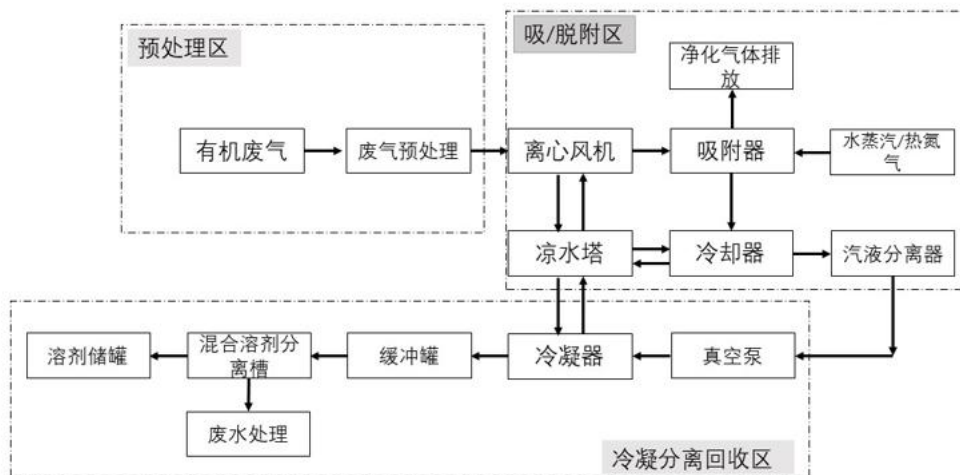 预处理区
吸/脱附区
净化气体排
放
有机废气
废气预处理
离心风机
吸附器
水蒸汽/热氮
气
凉水塔
冷却器
汽液分离器
溶剂储罐
混合溶剂分
离槽
缓冲罐
冷凝器
真空泵
废水处理
冷凝分离回收区